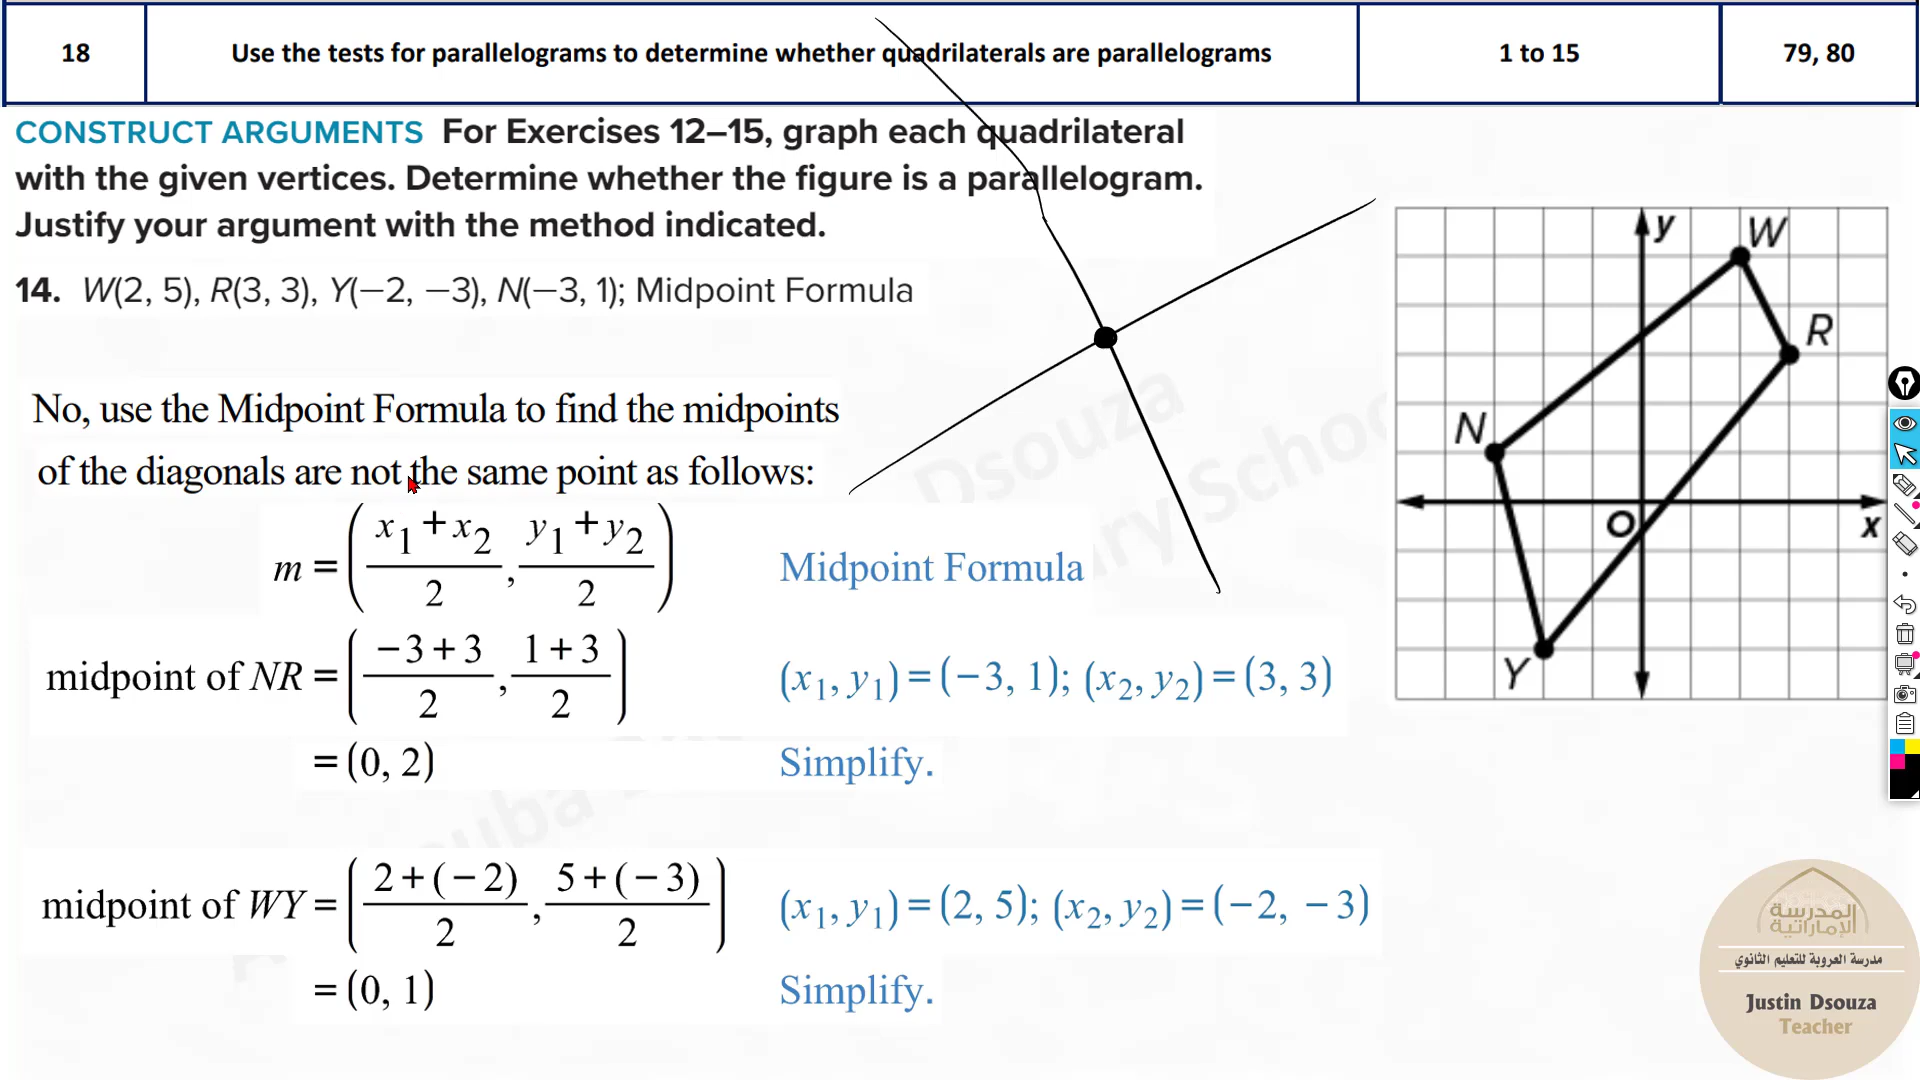 18 Use the tests for parallelograms to determine whether quadrilaterals are parallelograms 1 to 15 79, 80
CONSTRUCT ARGUMENTS For Exercises 12–15, graph each quadrilateral
with the given vertices. Determine whether the figure is a parallelogram.
Justify your argument with the method indicated.
14. W(2, 5), R(3, 3), Y(−2, −3), N(−3, 1); Midpoint Formula
No, use the Midpoint Formula to find the midpoints
of the diagonals are not the same point as follows:
m = ( (x₁ + x₂)/2 , (y₁ + y₂)/2 ) Midpoint Formula
midpoint of NR = ( (−3 + 3)/2 , (1 + 3)/2 ) (x₁, y₁) = (−3, 1); (x₂, y₂) = (3, 3)
= (0, 2) Simplify.
midpoint of WY = ( (2 + (−2))/2 , (5 + (−3))/2 ) (x₁, y₁) = (2, 5); (x₂, y₂) = (−2, −3)
= (0, 1) Simplify.
y
W
R
N
O
x
Y
Dsouza
المدرسة
الإماراتية
مدرسة العروبة للتعليم الثانوي
Justin Dsouza
Teacher